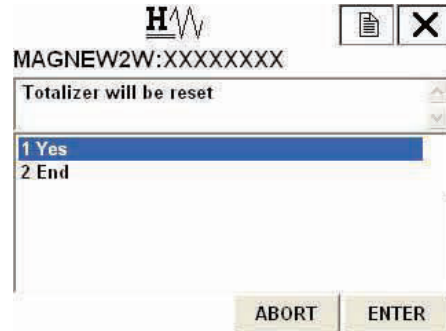 H
MAGNEW2W:XXXXXXXX
Totalizer will be reset
1 Yes
2 End
ABORT
ENTER